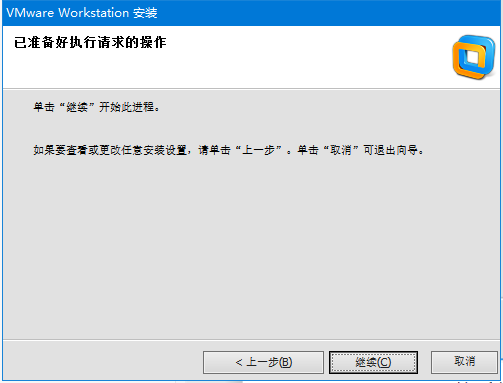 VMware Workstation 安装
已准备好执行请求的操作
单击“继续”开始此进程。
如果要查看或更改任意安装设置，请单击“上一步”。单击“取消”可退出向导。
< 上一步(B)
继续(C)
取消